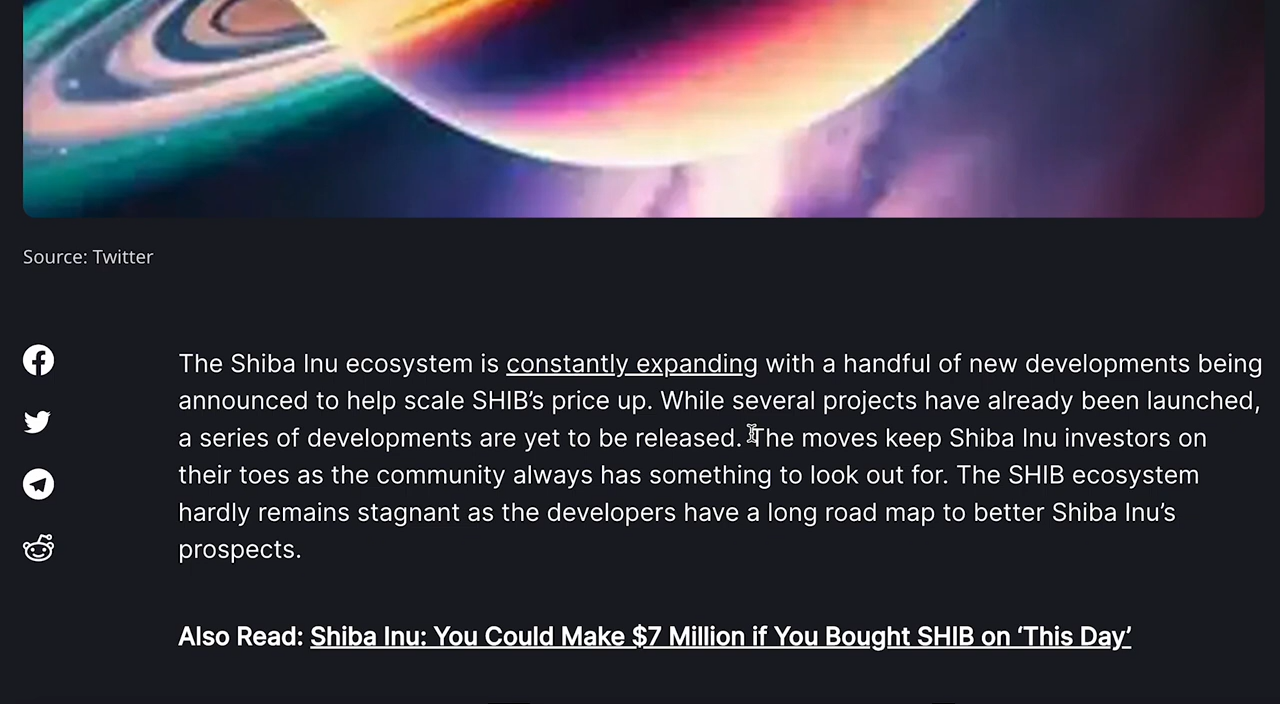 Source: Twitter
The Shiba Inu ecosystem is constantly expanding with a handful of new developments being
announced to help scale SHIB’s price up. While several projects have already been launched,
a series of developments are yet to be released. The moves keep Shiba Inu investors on
their toes as the community always has something to look out for. The SHIB ecosystem
hardly remains stagnant as the developers have a long road map to better Shiba Inu’s
prospects.
Also Read: Shiba Inu: You Could Make $7 Million if You Bought SHIB on ‘This Day’